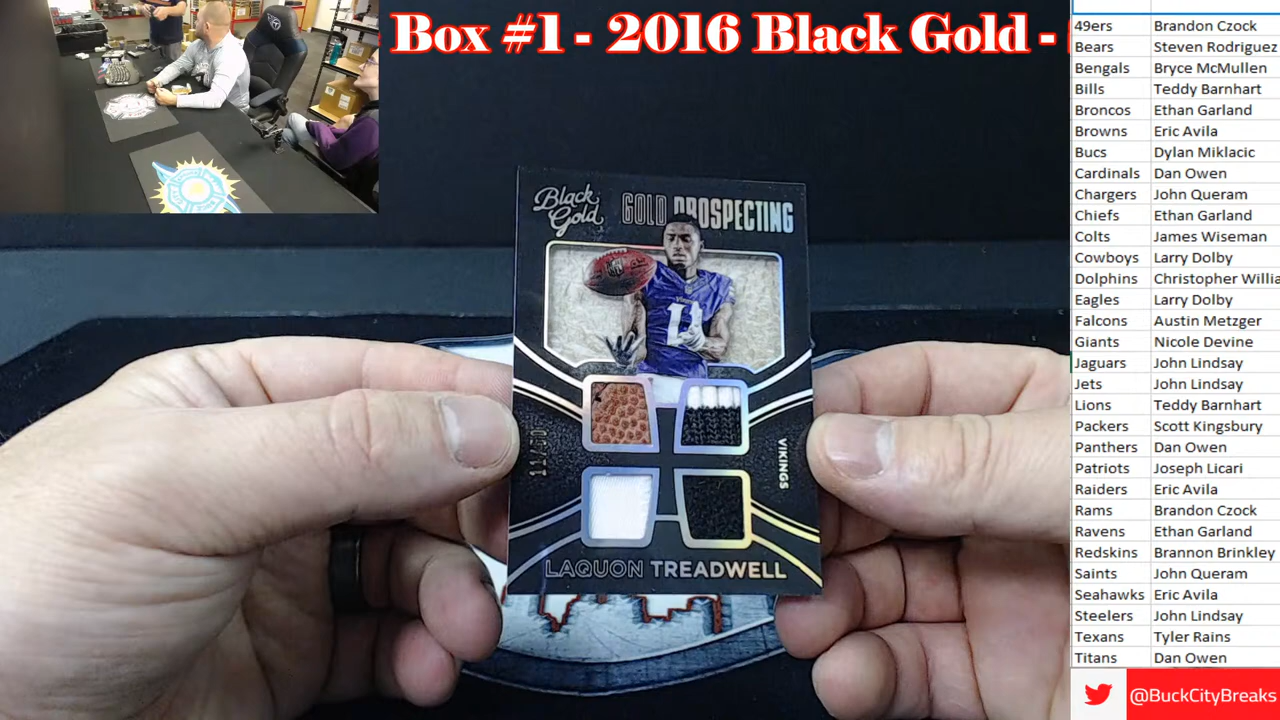 Box #1 - 2016 Black Gold -
Black Gold
GOLD PROSPECTING
11
11/30
VIKINGS
LAQUON TREADWELL
49ers Brandon Czock
Bears Steven Rodriguez
Bengals Bryce McMullen
Bills Teddy Barnhart
Broncos Ethan Garland
Browns Eric Avila
Bucs Dylan Miklacic
Cardinals Dan Owen
Chargers John Queram
Chiefs Ethan Garland
Colts James Wiseman
Cowboys Larry Dolby
Dolphins Christopher Willia
Eagles Larry Dolby
Falcons Austin Metzger
Giants Nicole Devine
Jaguars John Lindsay
Jets John Lindsay
Lions Teddy Barnhart
Packers Scott Kingsbury
Panthers Dan Owen
Patriots Joseph Licari
Raiders Eric Avila
Rams Brandon Czock
Ravens Ethan Garland
Redskins Brannon Brinkley
Saints John Queram
Seahawks Eric Avila
Steelers John Lindsay
Texans Tyler Rains
Titans Dan Owen
@BuckCityBreaks